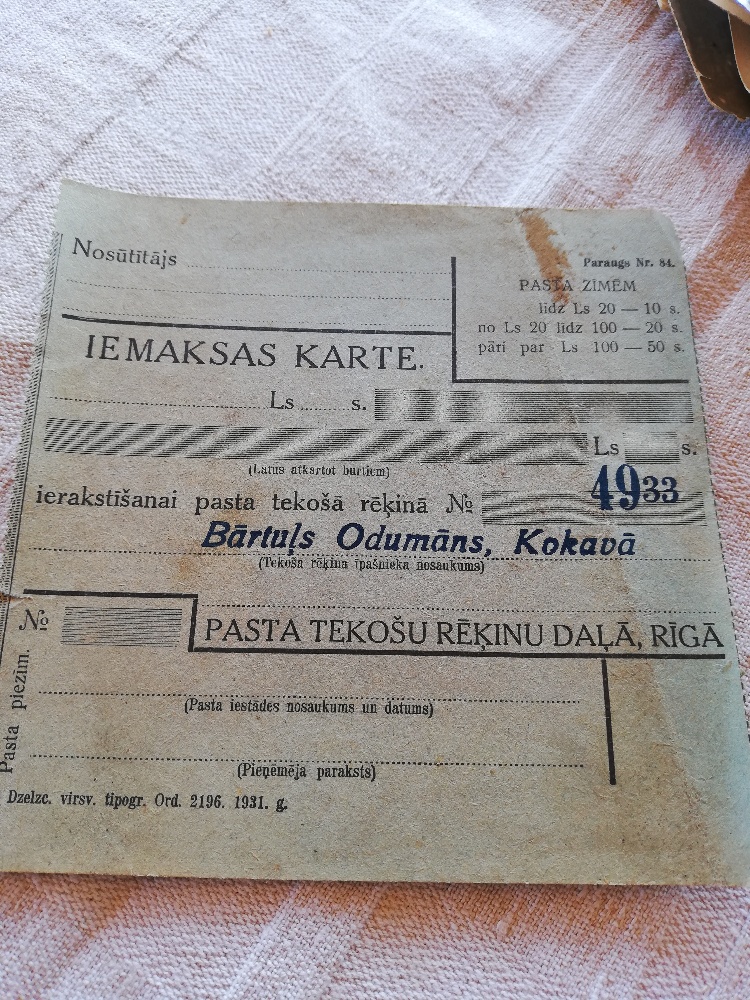 Nosūtītājs
Paraugs Nr. 84.
PASTA ZĪMĒM
līdz Ls 20 — 10 s.
no Ls 20 līdz 100 — 20 s.
pāri par Ls 100 — 50 s.
IEMAKSAS KARTE.
Ls s.
Ls s.
(Latus atkārtot burtiem)
ierakstīšanai pasta tekošā rēķinā № 4933
Bārtuļs Odumāns, Kokavā
(Tekoša rēķina īpašnieka nosaukums)
№
PASTA TEKOŠU RĒĶINU DAĻĀ, RĪGĀ
Pasta piezīm.
(Pasta iestādes nosaukums un datums)
(Pieņēmēja paraksts)
Dzelzc. virsv. tipogr. Ord. 2196. 1931. g.